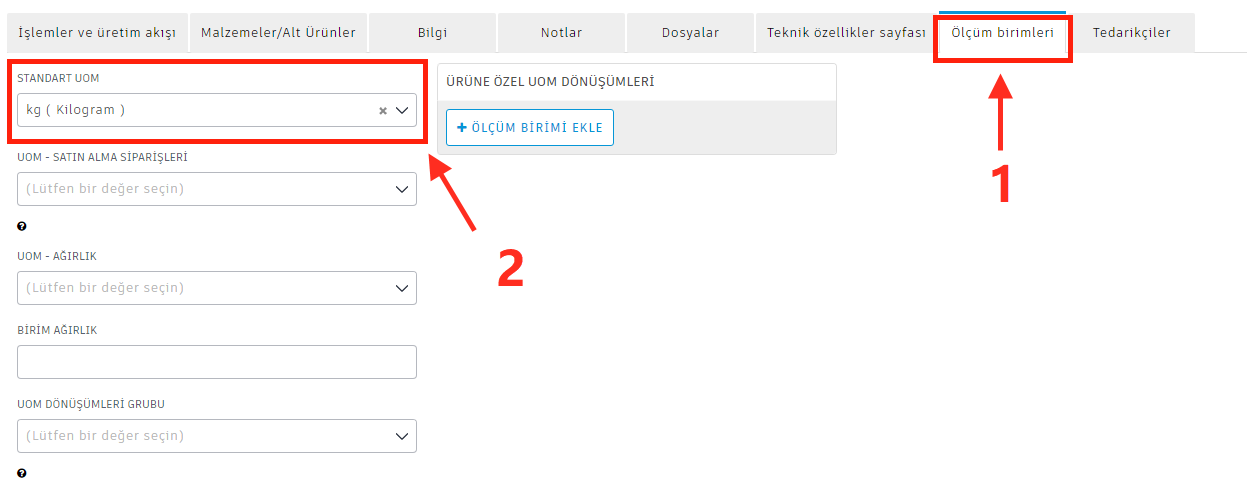 İşlemler ve üretim akışı
Malzemeler/Alt Ürünler
Bilgi
Notlar
Dosyalar
Teknik özellikler sayfası
Ölçüm birimleri
Tedarikçiler
STANDART UOM
kg ( Kilogram )
UOM - SATIN ALMA SİPARİŞLERİ
(Lütfen bir değer seçin)
UOM - AĞIRLIK
(Lütfen bir değer seçin)
BİRİM AĞIRLIK
UOM DÖNÜŞÜMLERİ GRUBU
(Lütfen bir değer seçin)
ÜRÜNE ÖZEL UOM DÖNÜŞÜMLERİ
+ ÖLÇÜM BİRİMİ EKLE
1
2